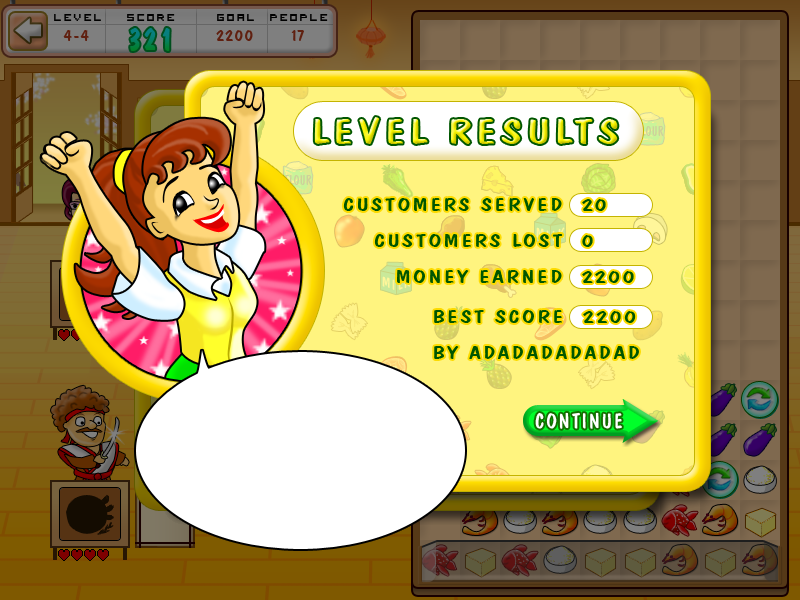 LEVEL SCORE GOAL PEOPLE
4-4 321 2200 17
LEVEL RESULTS
CUSTOMERS SERVED 20
CUSTOMERS LOST 0
MONEY EARNED 2200
BEST SCORE 2200
BY ADADADADADAD
CONTINUE
FLOUR